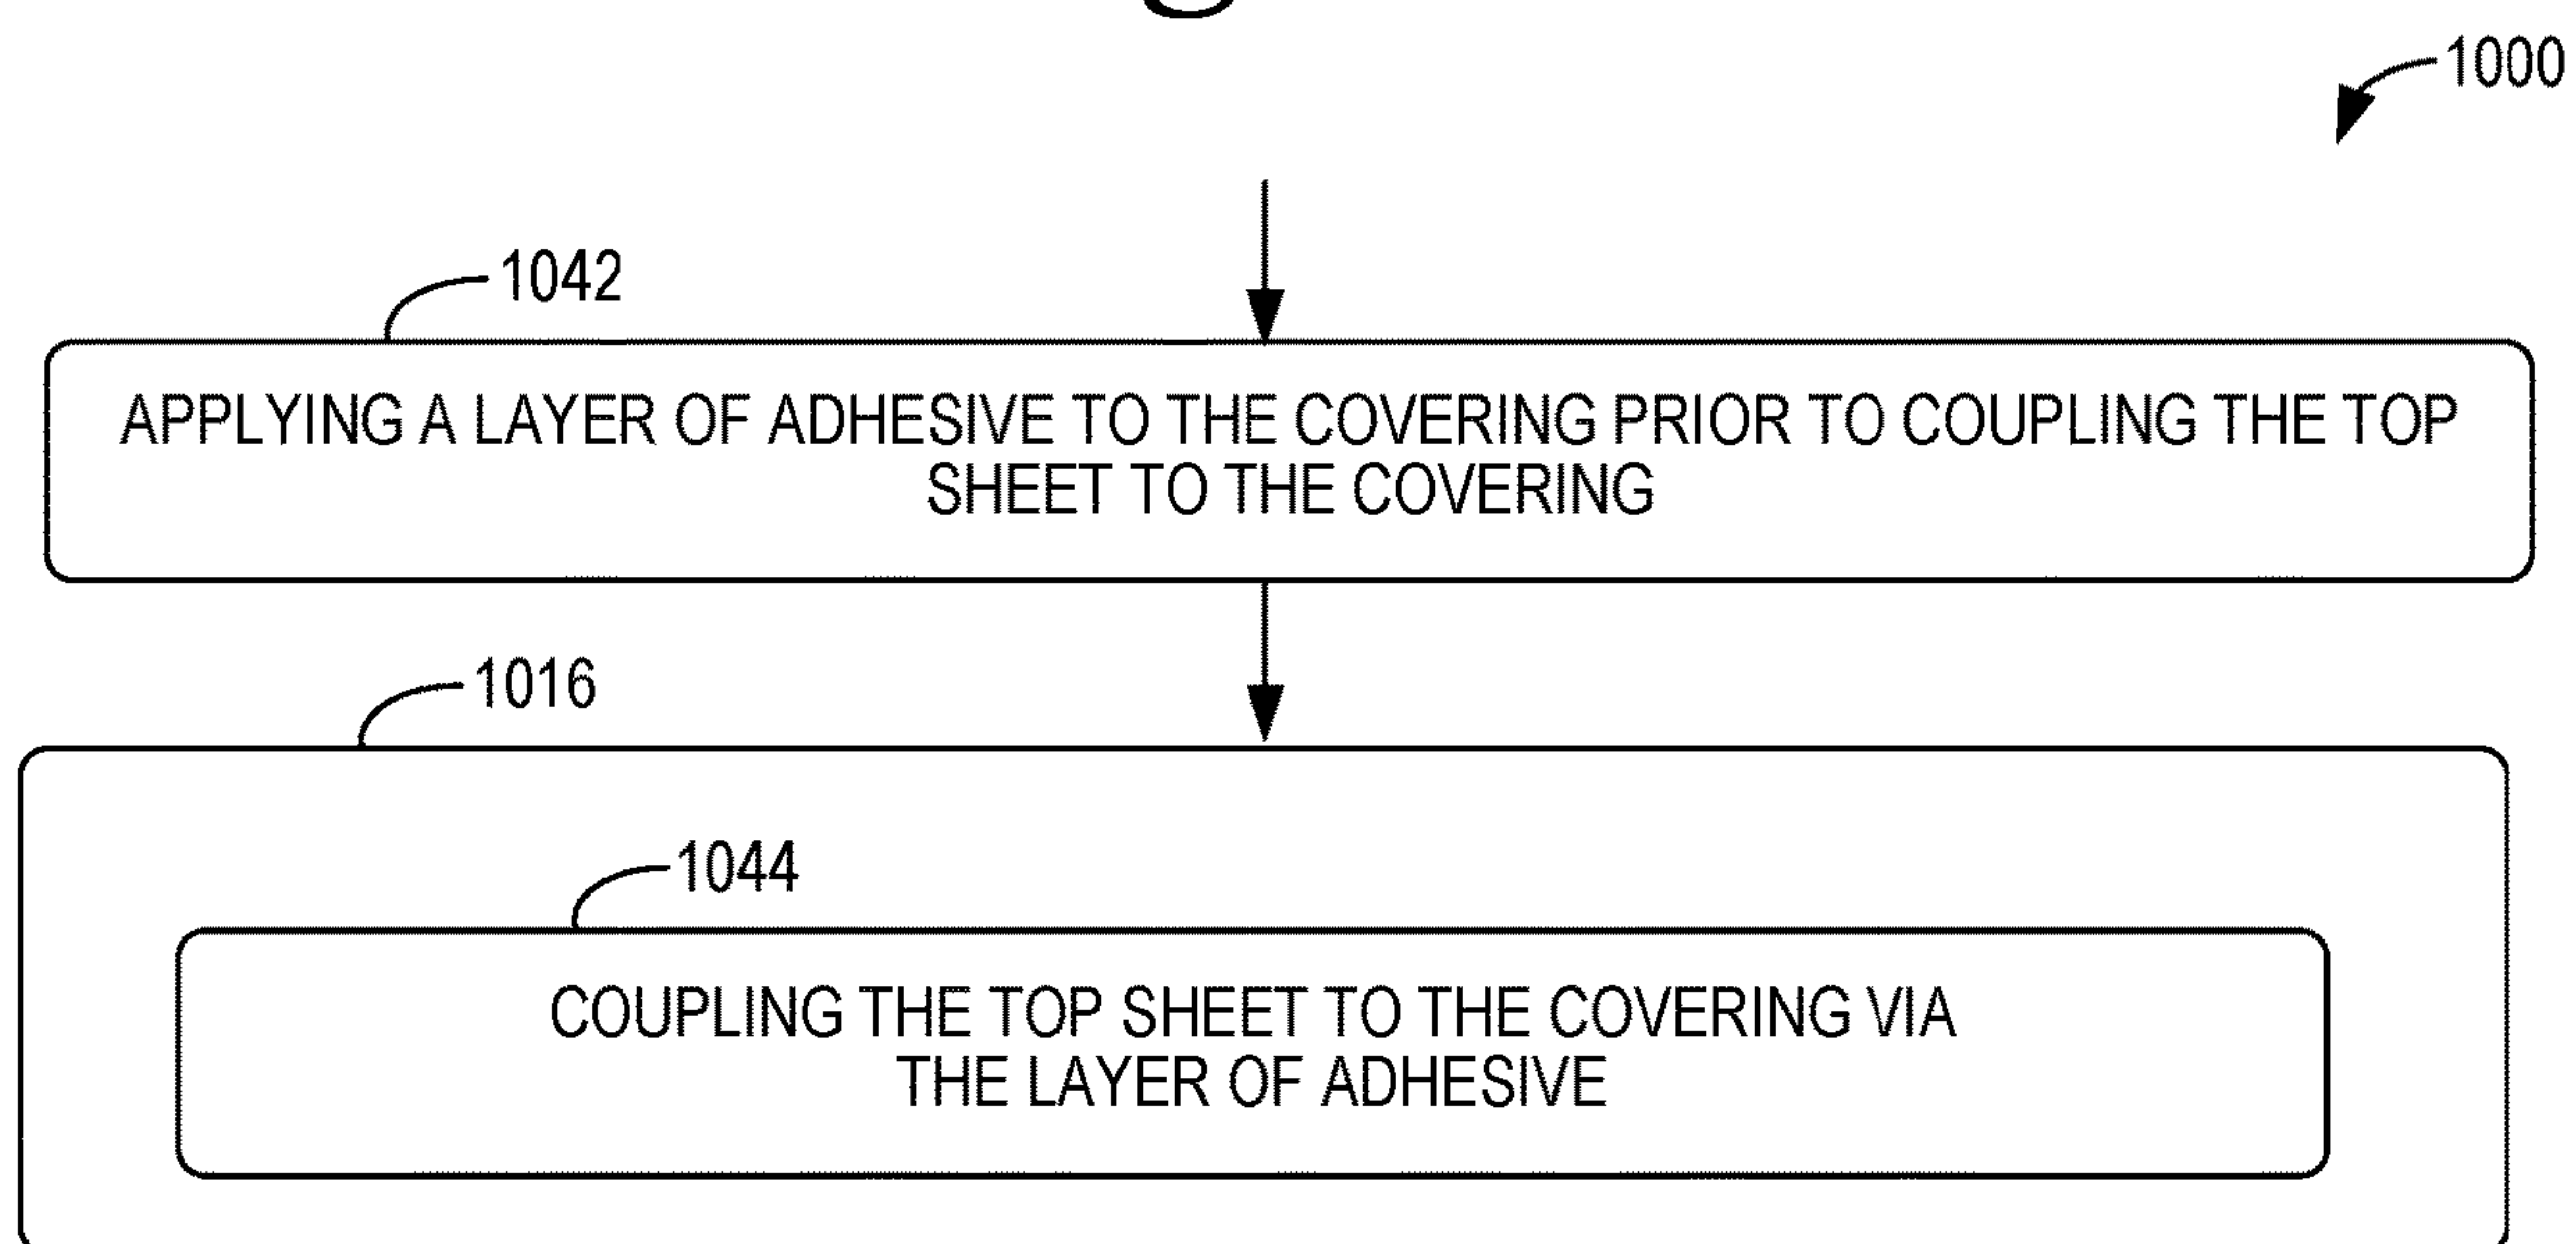 1000
1042
APPLYING A LAYER OF ADHESIVE TO THE COVERING PRIOR TO COUPLING THE TOP
SHEET TO THE COVERING
1016
1044
COUPLING THE TOP SHEET TO THE COVERING VIA
THE LAYER OF ADHESIVE